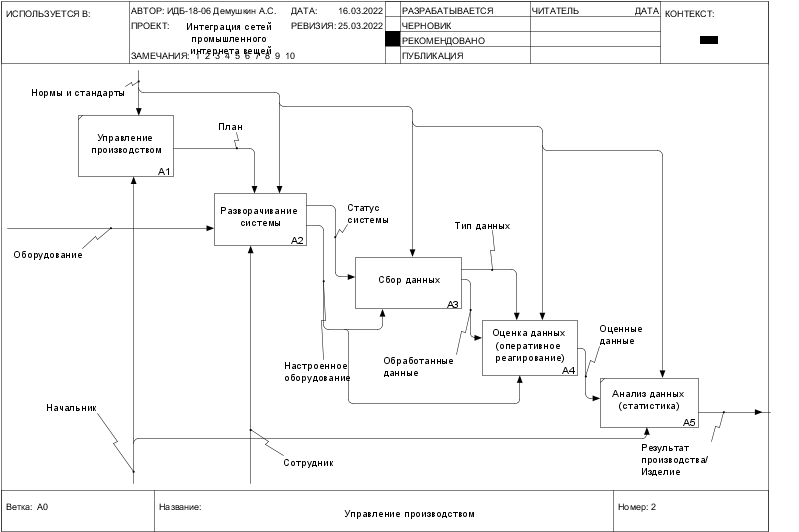 ИСПОЛЬЗУЕТСЯ В:
АВТОР: ИДБ-18-06 Демушкин А.С.
ДАТА: 16.03.2022
РАЗРАБАТЫВАЕТСЯ
ЧИТАТЕЛЬ
ДАТА
КОНТЕКСТ:
ПРОЕКТ:
Интеграция сетей
промышленного
интернета вещей
РЕВИЗИЯ: 25.03.2022
ЧЕРНОВИК
РЕКОМЕНДОВАНО
ЗАМЕЧАНИЯ: 1 2 3 4 5 6 7 8 9 10
ПУБЛИКАЦИЯ
Нормы и стандарты
План
Управление
производством
A1
Разворачивание
системы
A2
Статус
системы
Оборудование
Тип данных
Сбор данных
A3
Оценка данных
(оперативное
реагирование)
A4
Оценные
данные
Настроенное
оборудование
Обработанные
данные
Анализ данных
(статистика)
A5
Начальник
Сотрудник
Результат
производства/
Изделие
Ветка: A0
Название:
Управление производством
Номер: 2